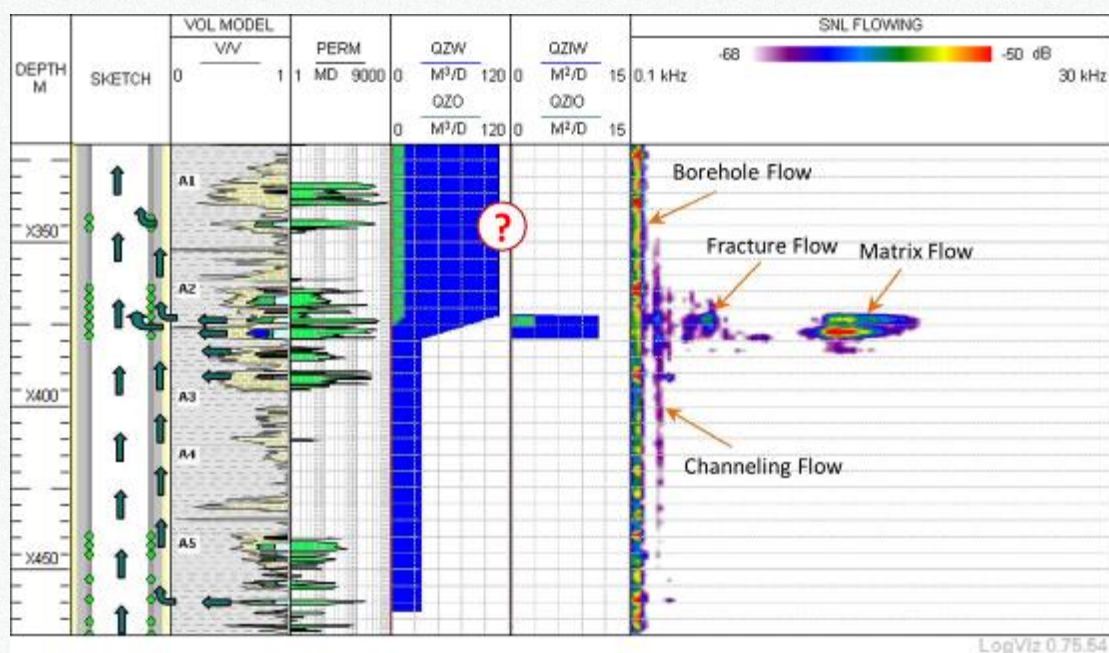 VOL MODEL
SNL FLOWING
DEPTH
M
SKETCH
V/V
0 1
PERM
1 MD 9000
QZW
0 120
M³/D
QZO
0 M³/D 120
QZIW
0 15
M²/D
QZIO
0 M²/D 15
-68 -50 dB
0.1 kHz 30 kHz
A1
X350
?
Borehole Flow
Fracture Flow
Matrix Flow
A2
X400
A3
A4
Channeling Flow
A5
X450
LogViz 0.75.54